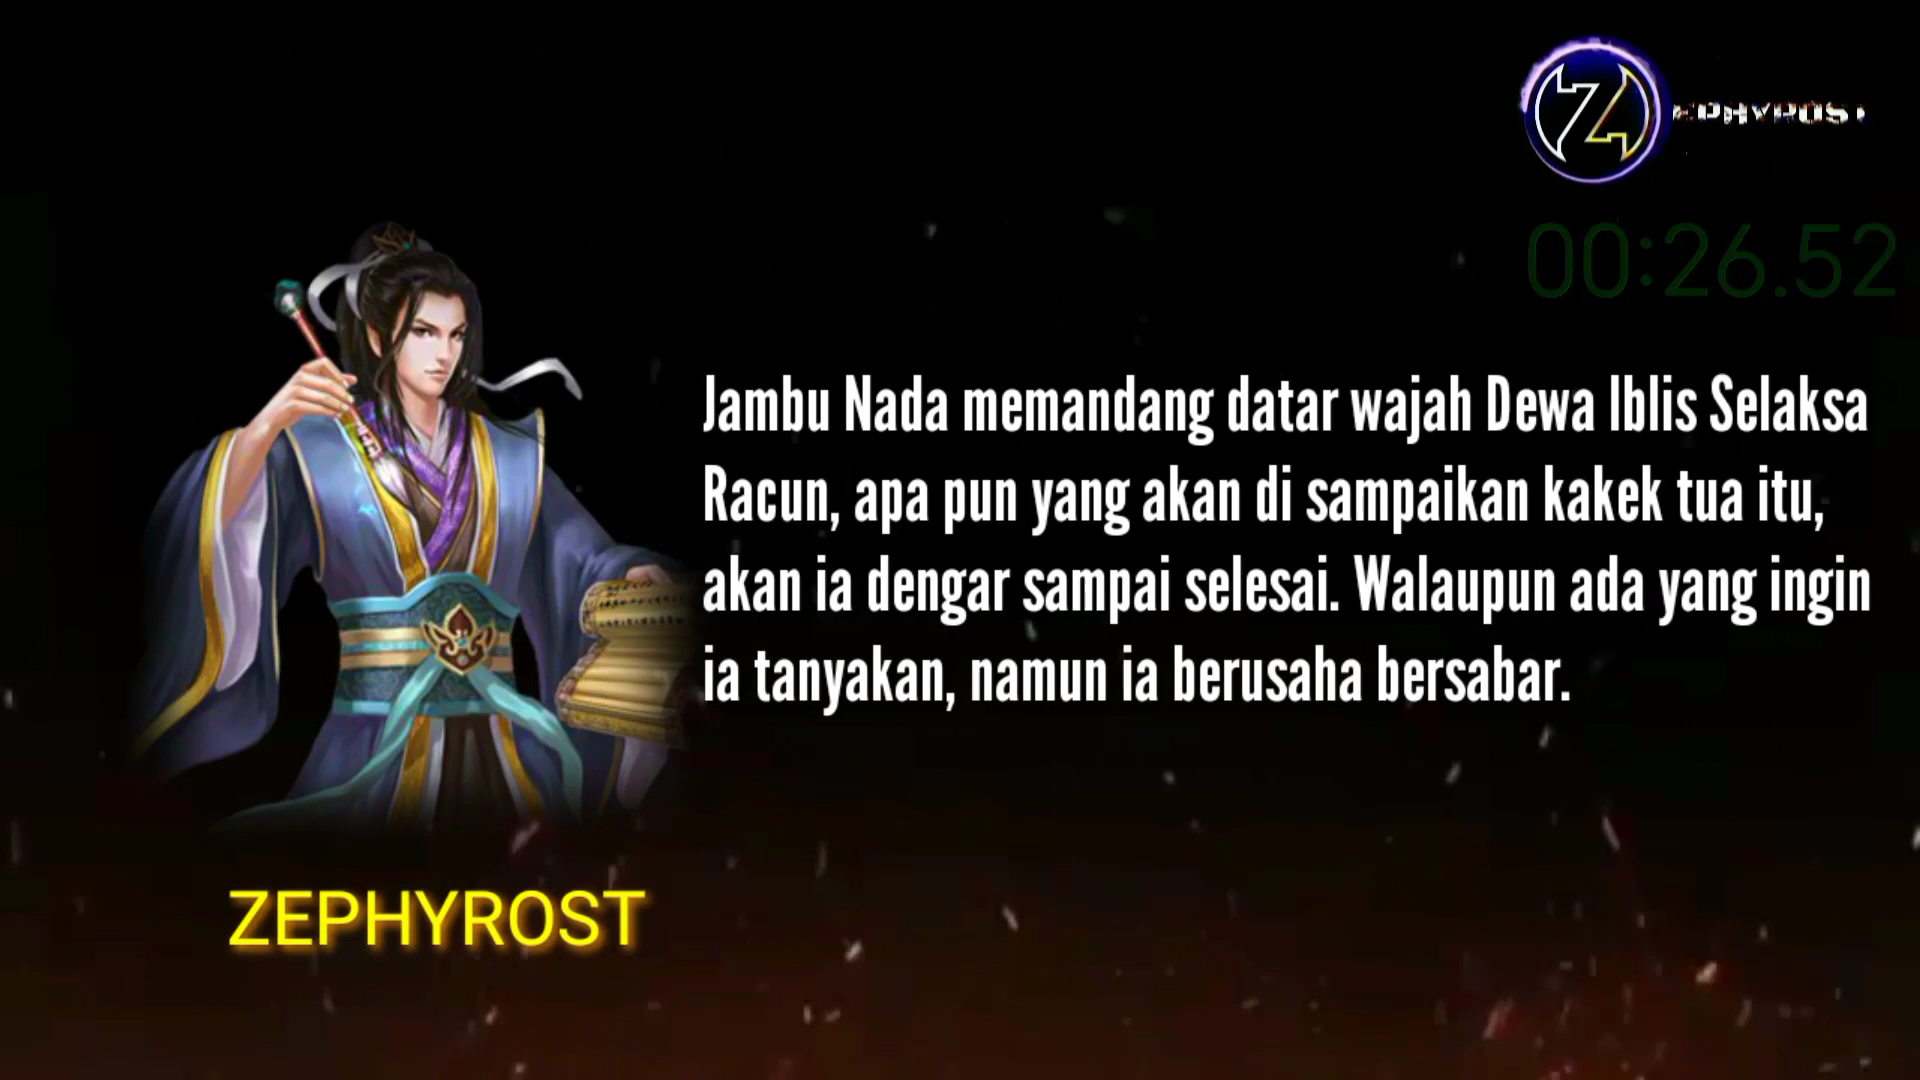 Z
ZEPHYROST
00:26.52
Jambu Nada memandang datar wajah Dewa Iblis Selaksa
Racun, apa pun yang akan di sampaikan kakek tua itu,
akan ia dengar sampai selesai. Walaupun ada yang ingin
ia tanyakan, namun ia berusaha bersabar.
ZEPHYROST